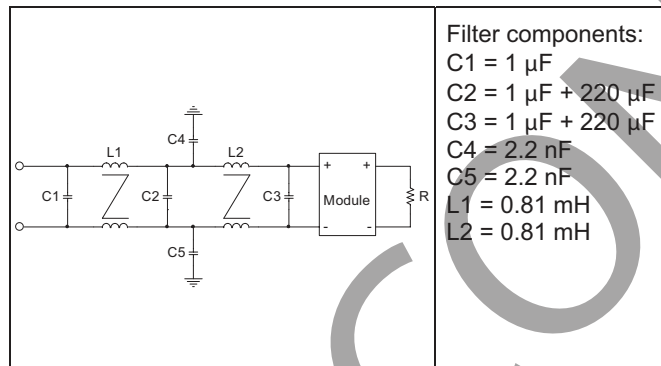 Filter components:
C1 = 1 µF
C2 = 1 µF + 220 µF
C3 = 1 µF + 220 µF
C4 = 2.2 nF
C5 = 2.2 nF
L1 = 0.81 mH
L2 = 0.81 mH
C4
L1
L2
+ +
C1
C2
C3
Module
R
- -
C5